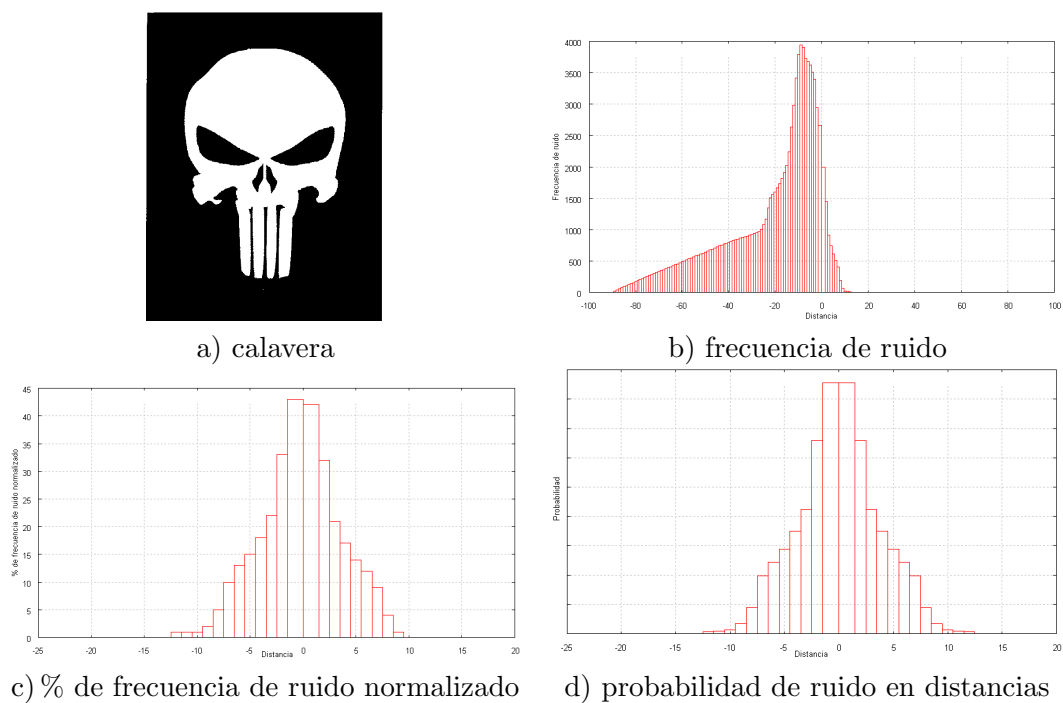 4000
3500
3000
2500
2000
1500
1000
500
0
Frecuencia de ruido
-100 -80 -60 -40 -20 0 20 40 60 80 100
Distancia
a) calavera
b) frecuencia de ruido
45
40
35
30
25
20
15
10
5
0
% de frecuencia de ruido normalizado
-25 -20 -15 -10 -5 0 5 10 15 20
Distancia
Probabilidad
-25 -20 -15 -10 -5 0 5 10 15 20
Distancia
c) % de frecuencia de ruido normalizado
d) probabilidad de ruido en distancias